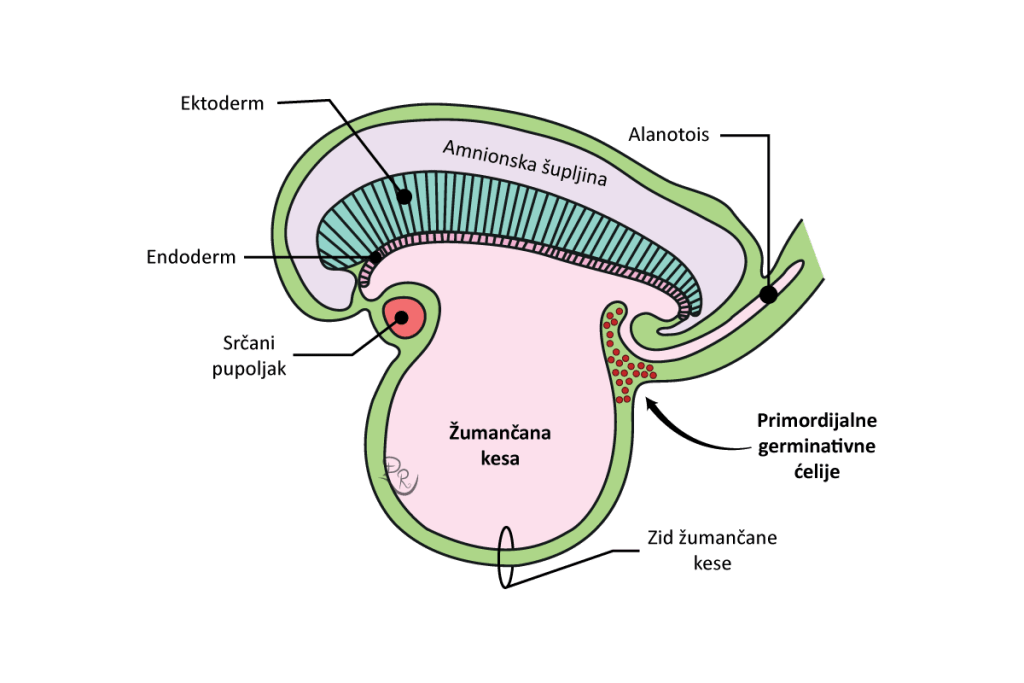 Ektoderm
Alanotois
Amnionska šupljina
Endoderm
Srčani
pupoljak
Žumančana
kesa
Primordijalne
germinativne
ćelije
Zid žumančane
kese